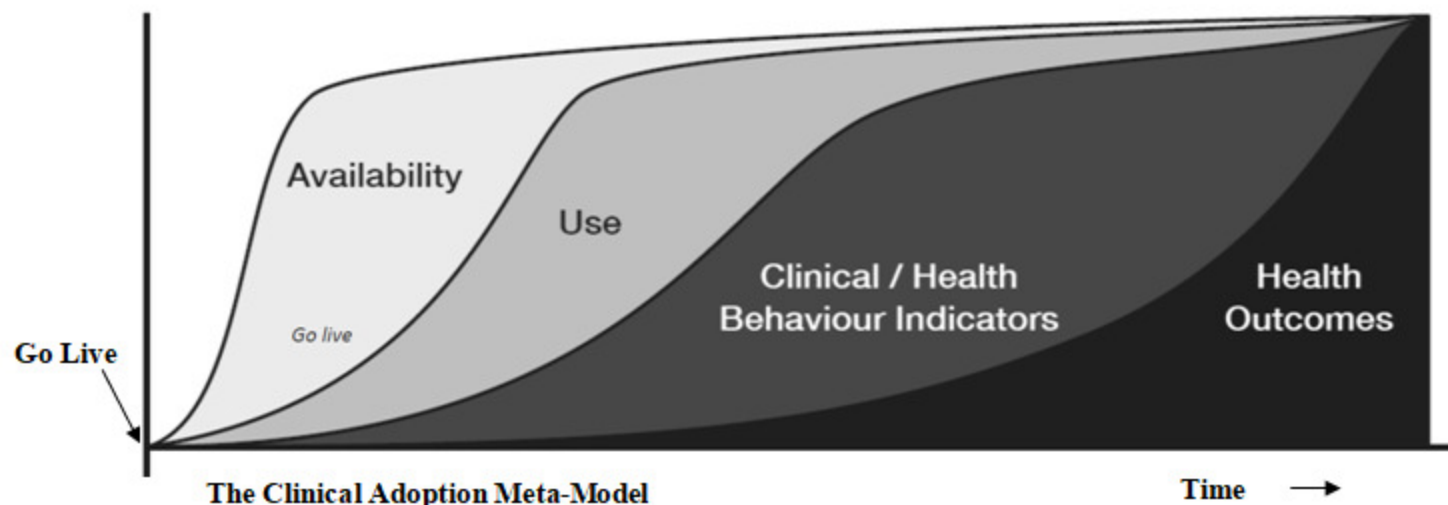 Availability
Use
Clinical / Health
Behaviour Indicators
Health
Outcomes
Go live
Go Live
The Clinical Adoption Meta-Model
Time